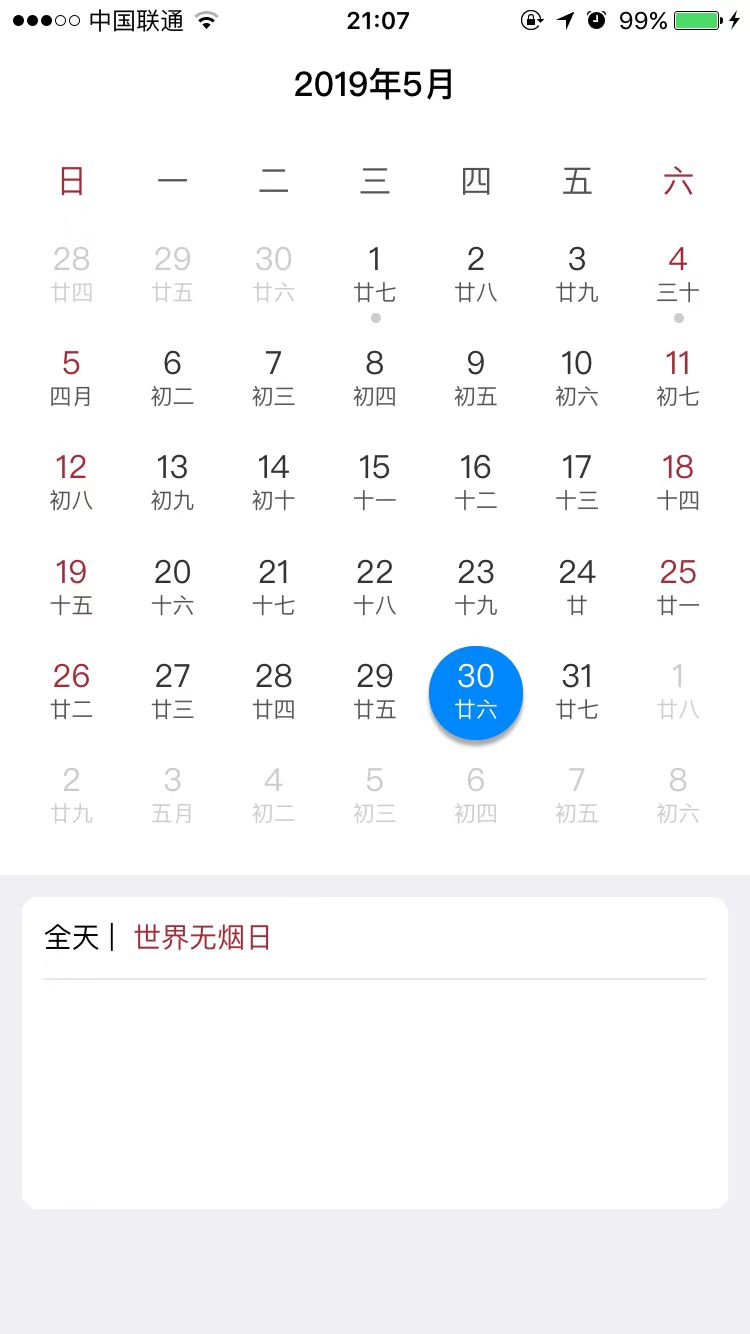 中国联通 21:07 99%
2019年5月
日 一 二 三 四 五 六
28 29 30 1 2 3 4
廿四 廿五 廿六 廿七 廿八 廿九 三十
5 6 7 8 9 10 11
四月 初二 初三 初四 初五 初六 初七
12 13 14 15 16 17 18
初八 初九 初十 十一 十二 十三 十四
19 20 21 22 23 24 25
十五 十六 十七 十八 十九 廿 廿一
26 27 28 29 30 31 1
廿二 廿三 廿四 廿五 廿六 廿七 廿八
2 3 4 5 6 7 8
廿九 五月 初二 初三 初四 初五 初六
全天 | 世界无烟日